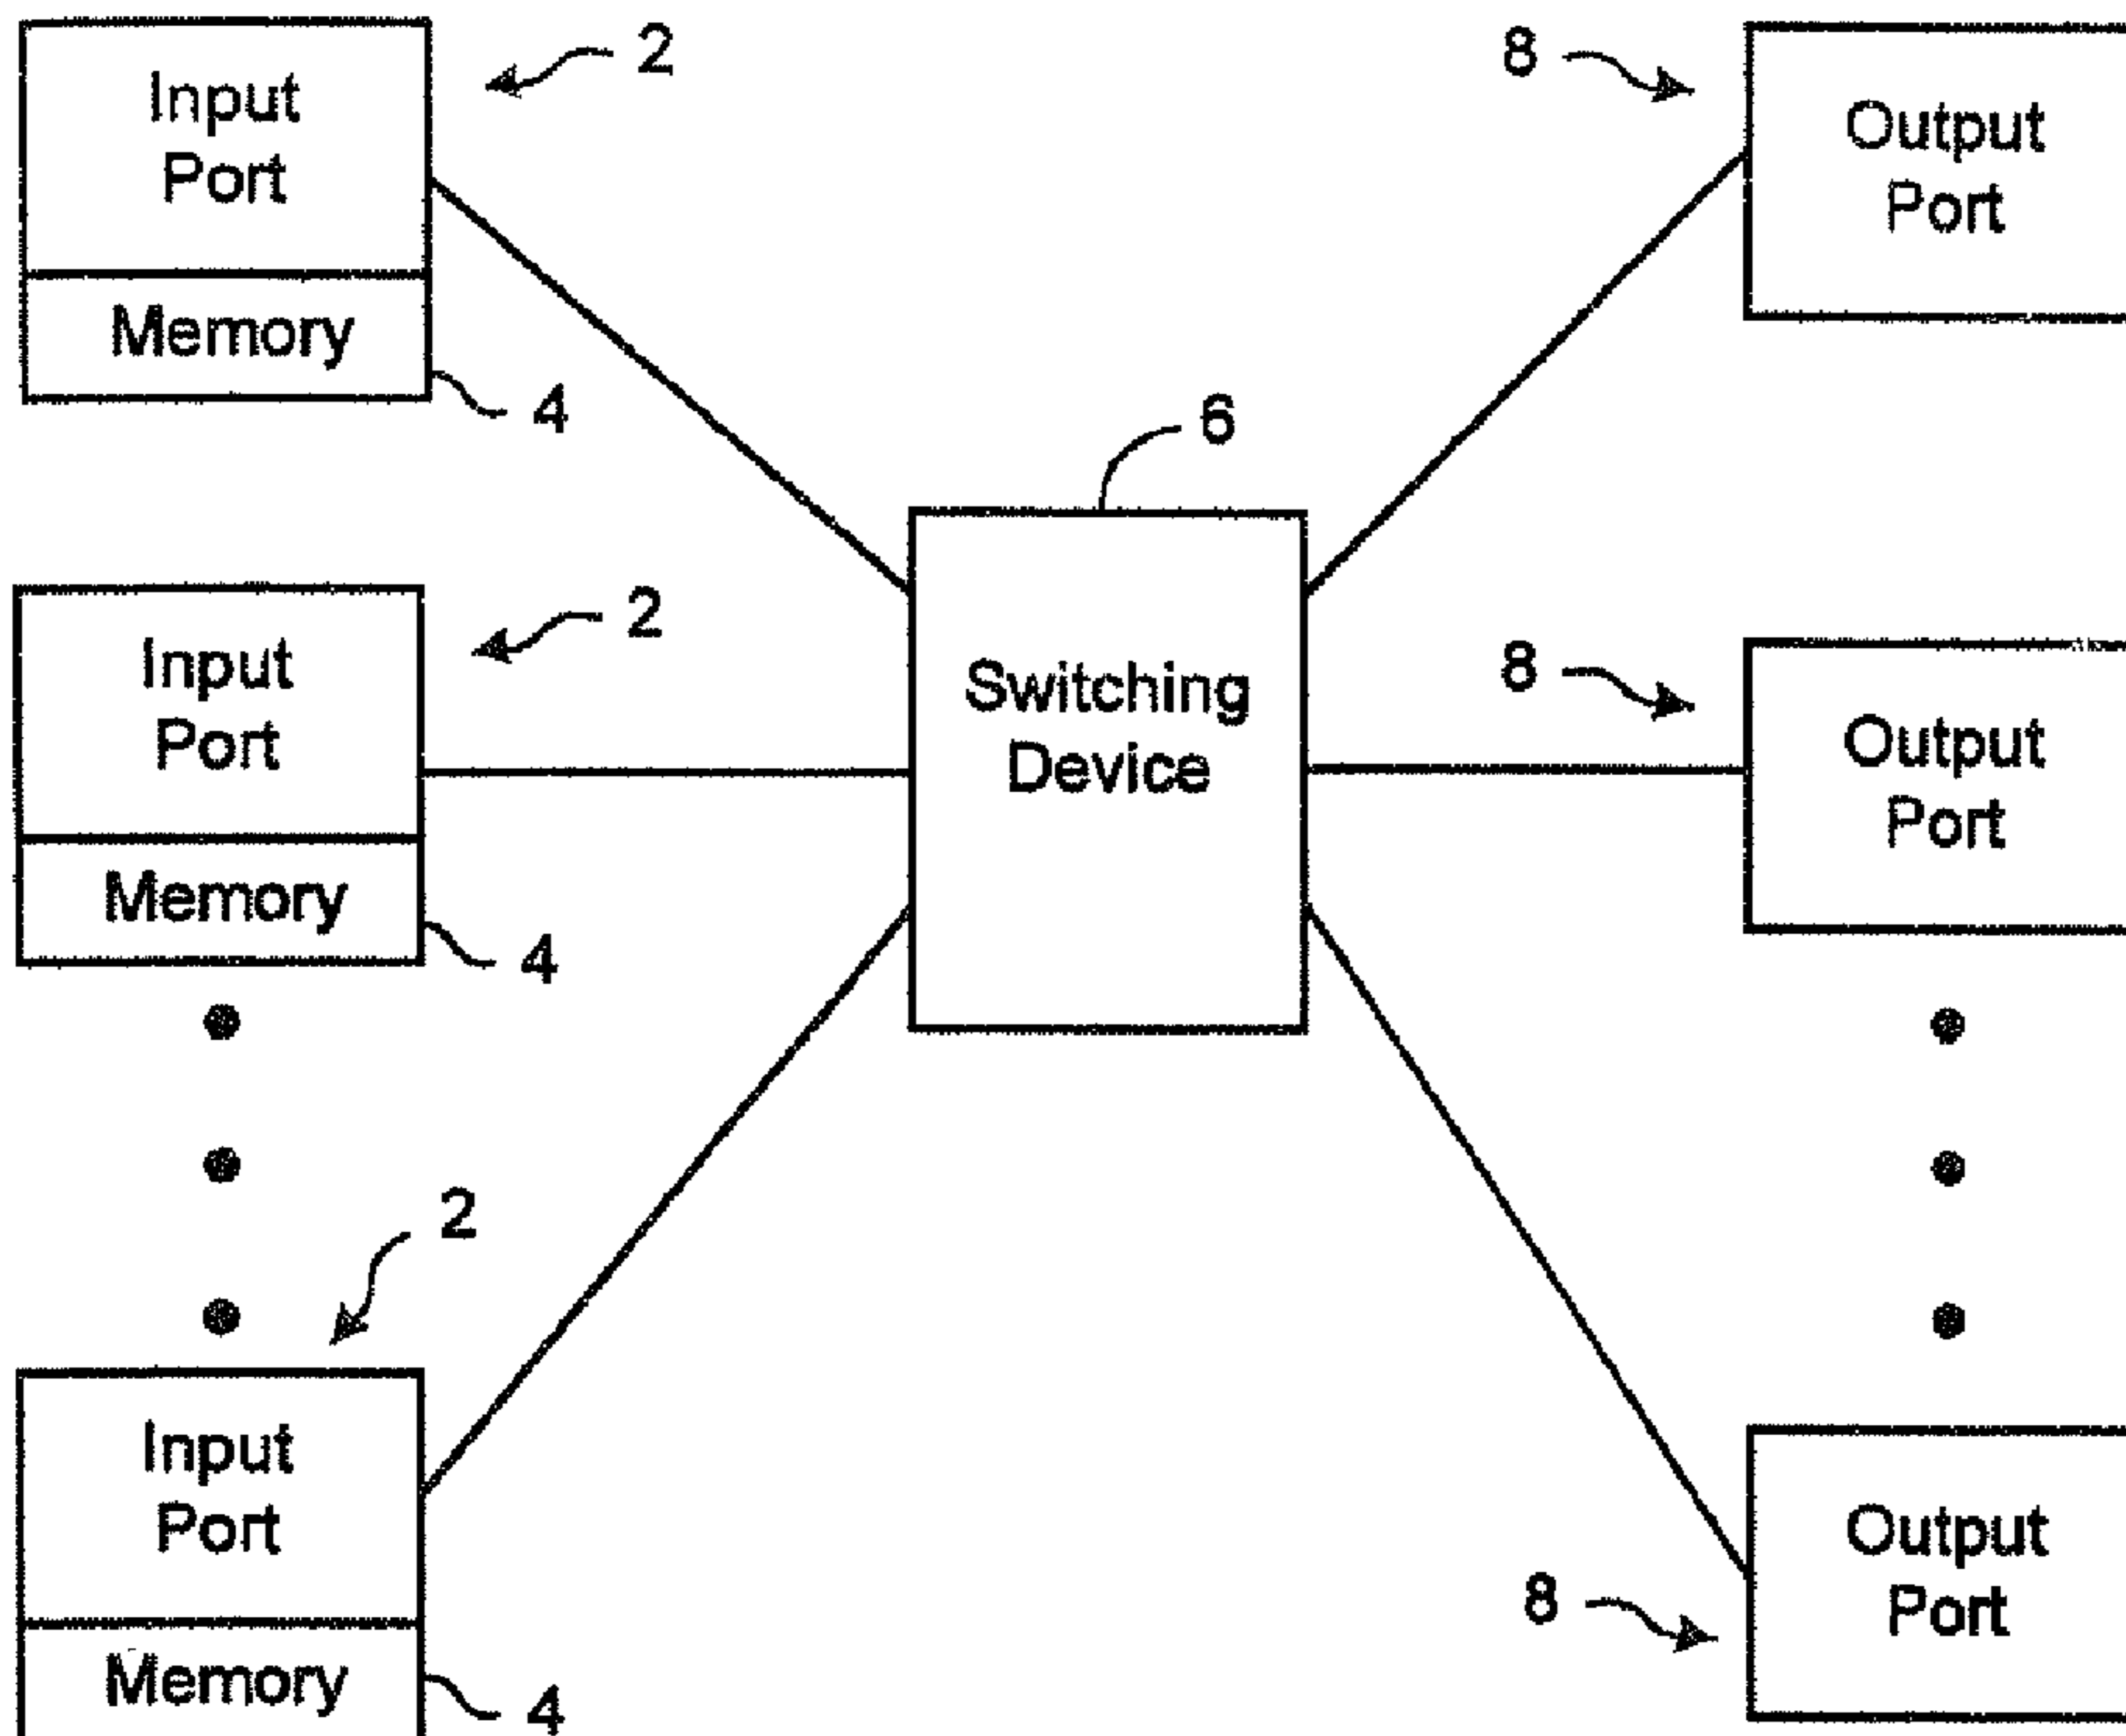 Input
Port
Memory
2
4
Input
Port
Memory
2
4
2
Input
Port
Memory
4
6
Switching
Device
8
Output
Port
8
Output
Port
8
Output
Port